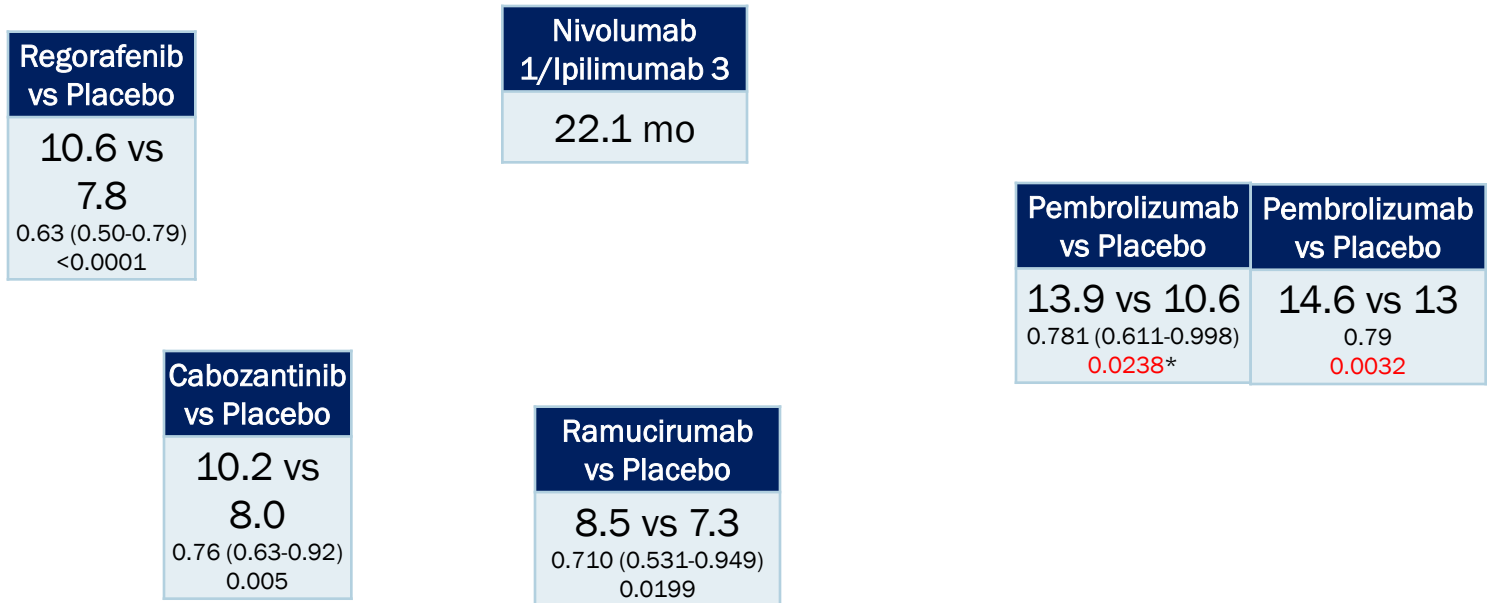 Regorafenib
vs Placebo
10.6 vs
7.8
0.63 (0.50-0.79)
<0.0001
Nivolumab
1/Ipilimumab 3
22.1 mo
Pembrolizumab
vs Placebo
13.9 vs 10.6
0.781 (0.611-0.998)
0.0238*
Pembrolizumab
vs Placebo
14.6 vs 13
0.79
0.0032
Cabozantinib
vs Placebo
10.2 vs
8.0
0.76 (0.63-0.92)
0.005
Ramucirumab
vs Placebo
8.5 vs 7.3
0.710 (0.531-0.949)
0.0199